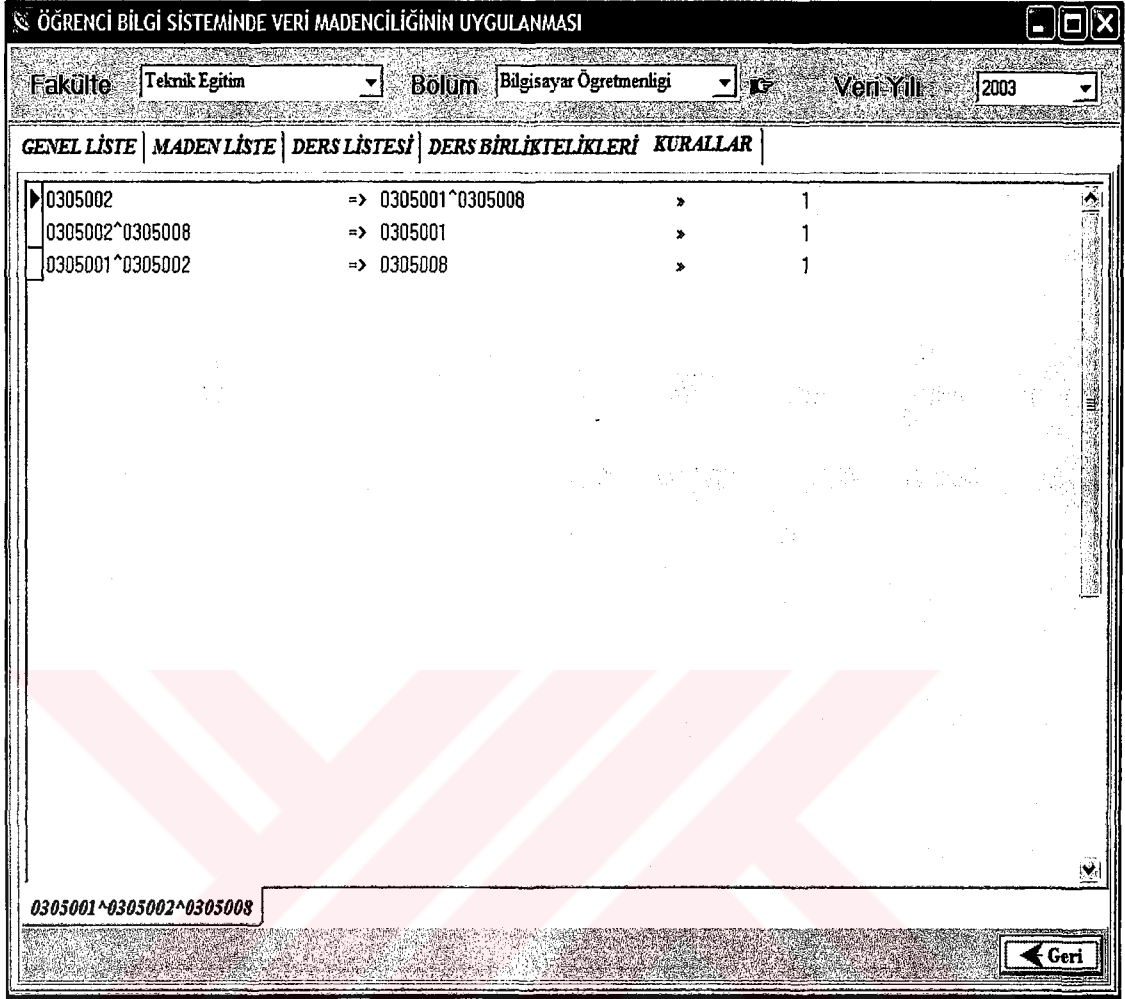 ÖĞRENCİ BİLGİ SİSTEMİNDE VERİ MADENCİLİĞİNİN UYGULANMASI
Fakülte Teknik Egitim Bölüm Bilgisayar Ögretmenligi Veri Yılı 2003
GENEL LİSTE MADEN LİSTE DERS LİSTESİ DERS BİRLİKTELİKLERİ KURALLAR
0305002 => 0305001^0305008 » 1
0305002^0305008 => 0305001 » 1
0305001^0305002 => 0305008 » 1
0305001^0305002^0305008
Geri